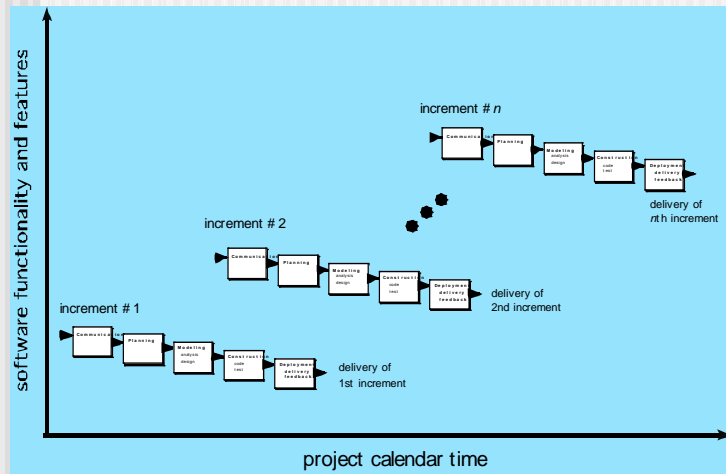 software functionality and features
increment # n
Communication
Planning
Modeling
analysis
design
Construction
code
test
Deployment
delivery
feedback
delivery of
nth increment
increment # 2
Communication
Planning
Modeling
analysis
design
Construction
code
test
Deployment
delivery
feedback
delivery of
2nd increment
increment # 1
Communication
Planning
Modeling
analysis
design
Construction
code
test
Deployment
delivery
feedback
delivery of
1st increment
project calendar time